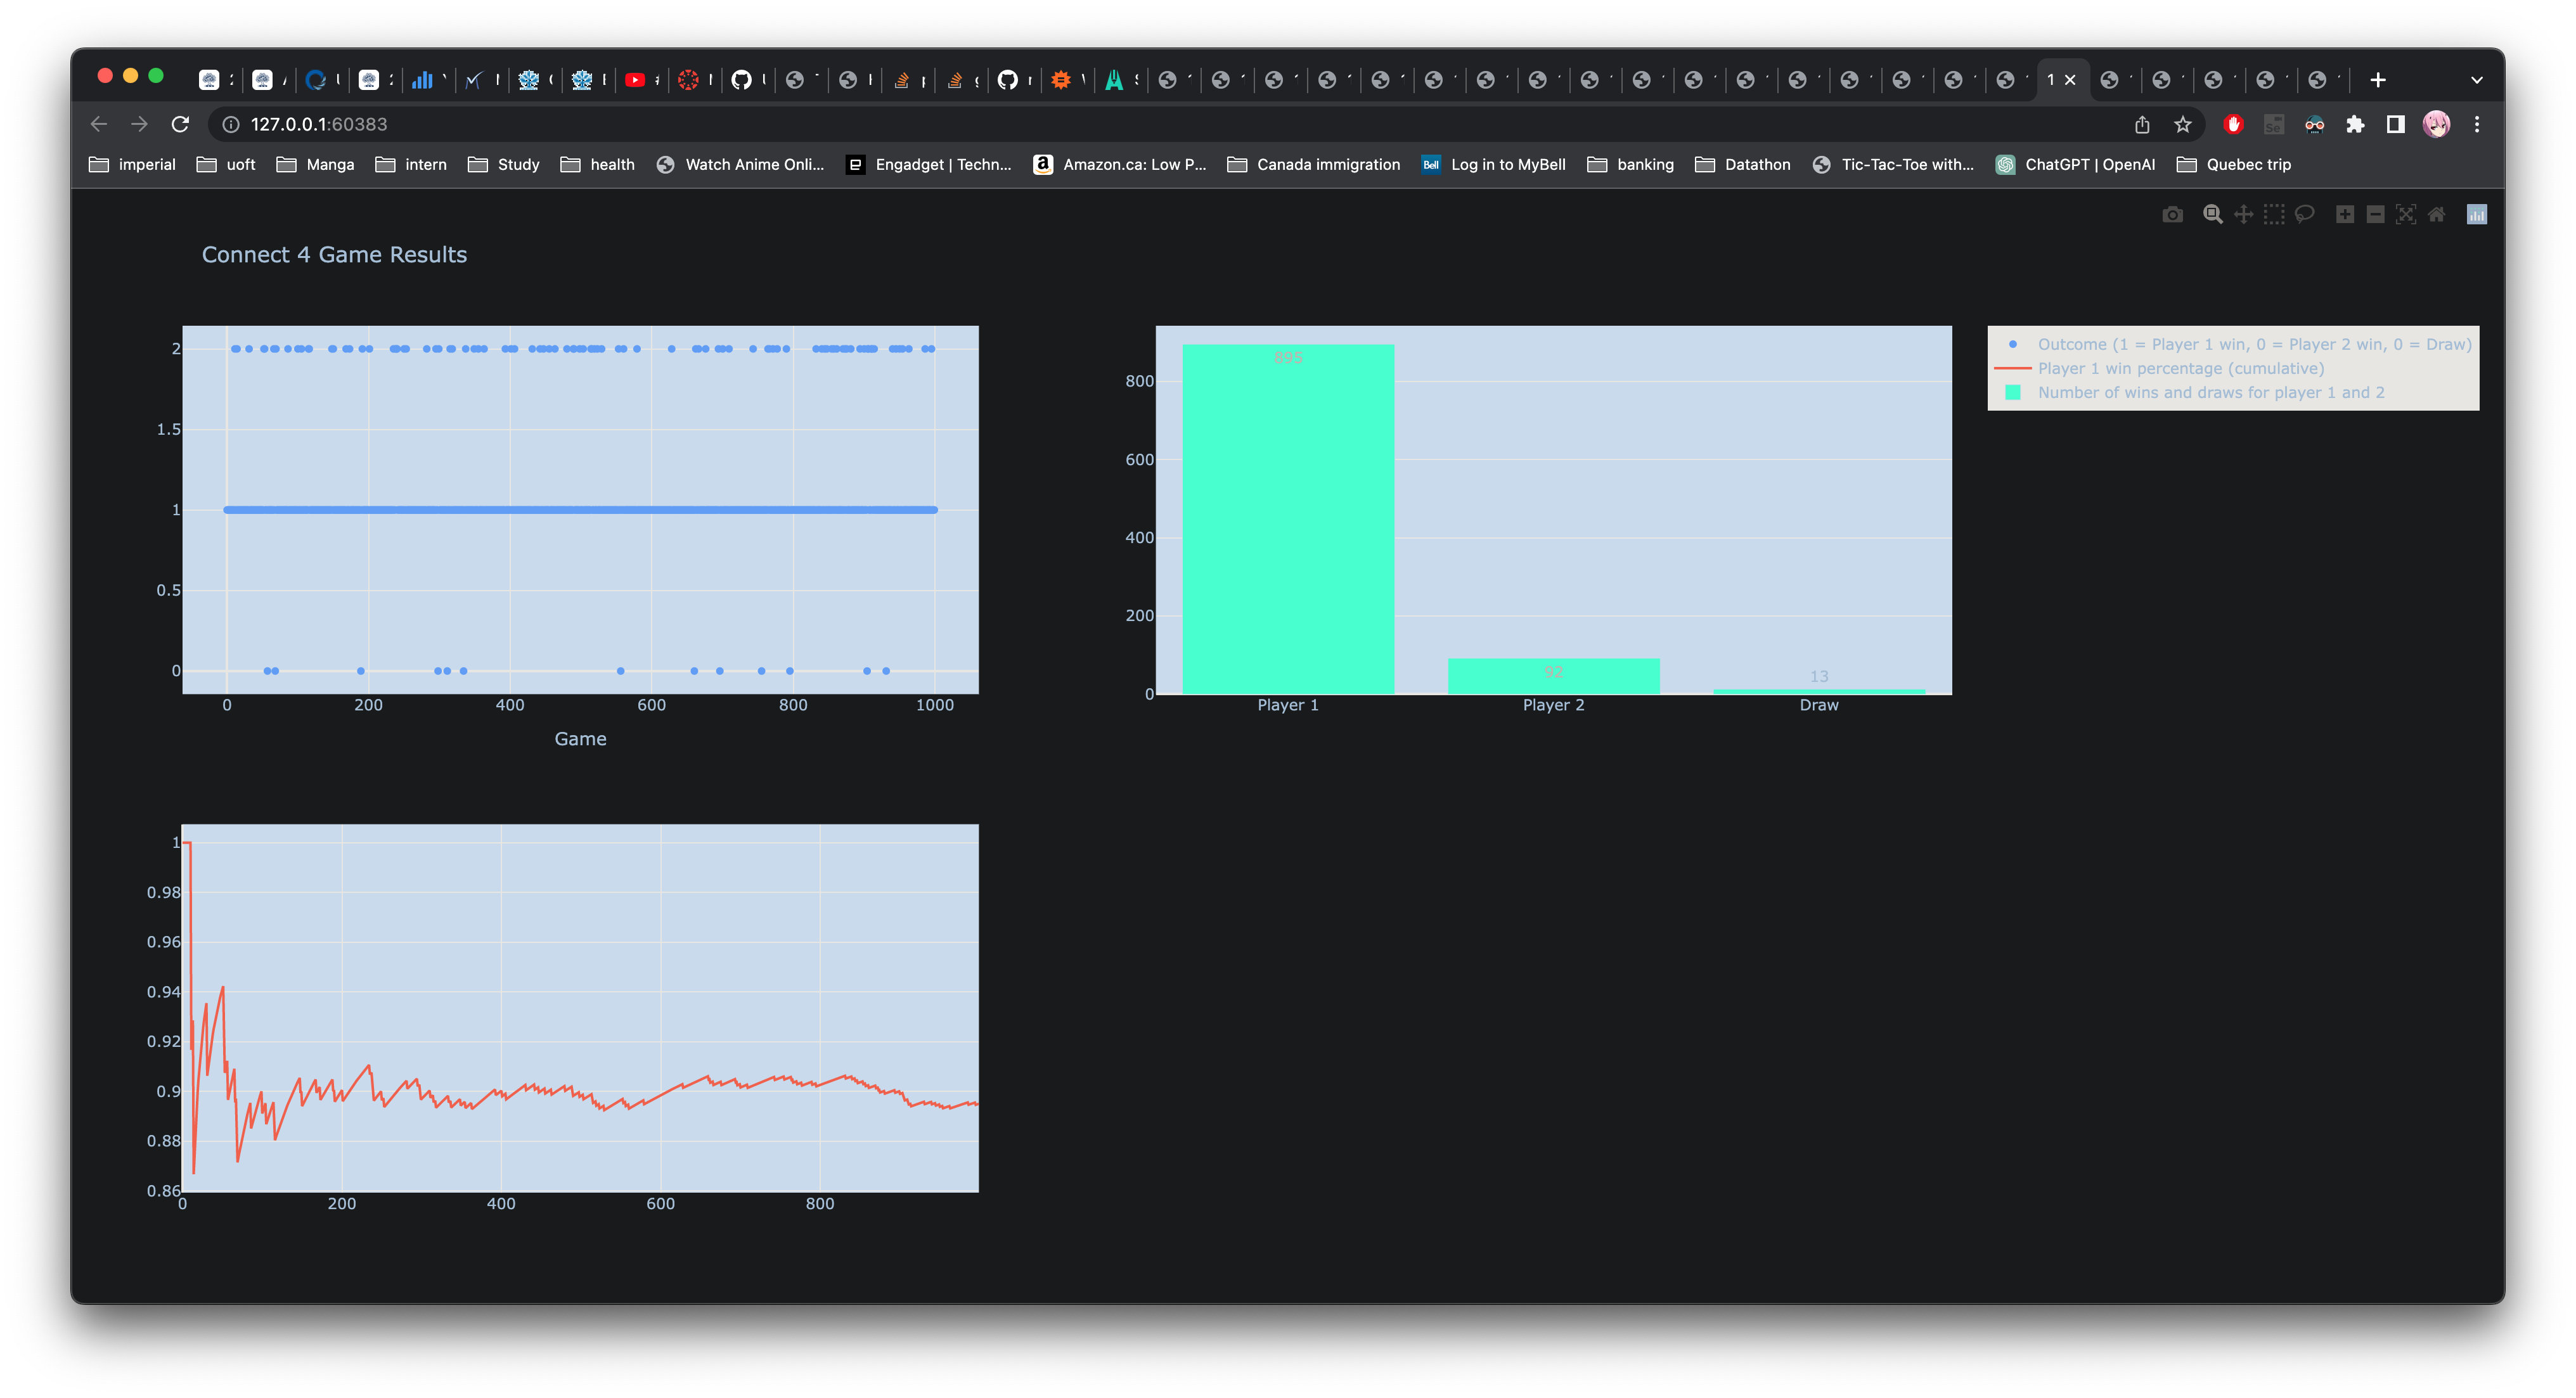 1
127.0.0.1:60383
imperial uoft Manga intern Study health Watch Anime Onli... Engadget | Techn... Amazon.ca: Low P... Canada immigration Log in to MyBell banking Datathon Tic-Tac-Toe with... ChatGPT | OpenAI Quebec trip
Connect 4 Game Results
2
1.5
1
0.5
0
0 200 400 600 800 1000
Game
800
600
400
200
0
895
92
13
Player 1 Player 2 Draw
Outcome (1 = Player 1 win, 0 = Player 2 win, 0 = Draw)
Player 1 win percentage (cumulative)
Number of wins and draws for player 1 and 2
1
0.98
0.96
0.94
0.92
0.9
0.88
0.86
0 200 400 600 800